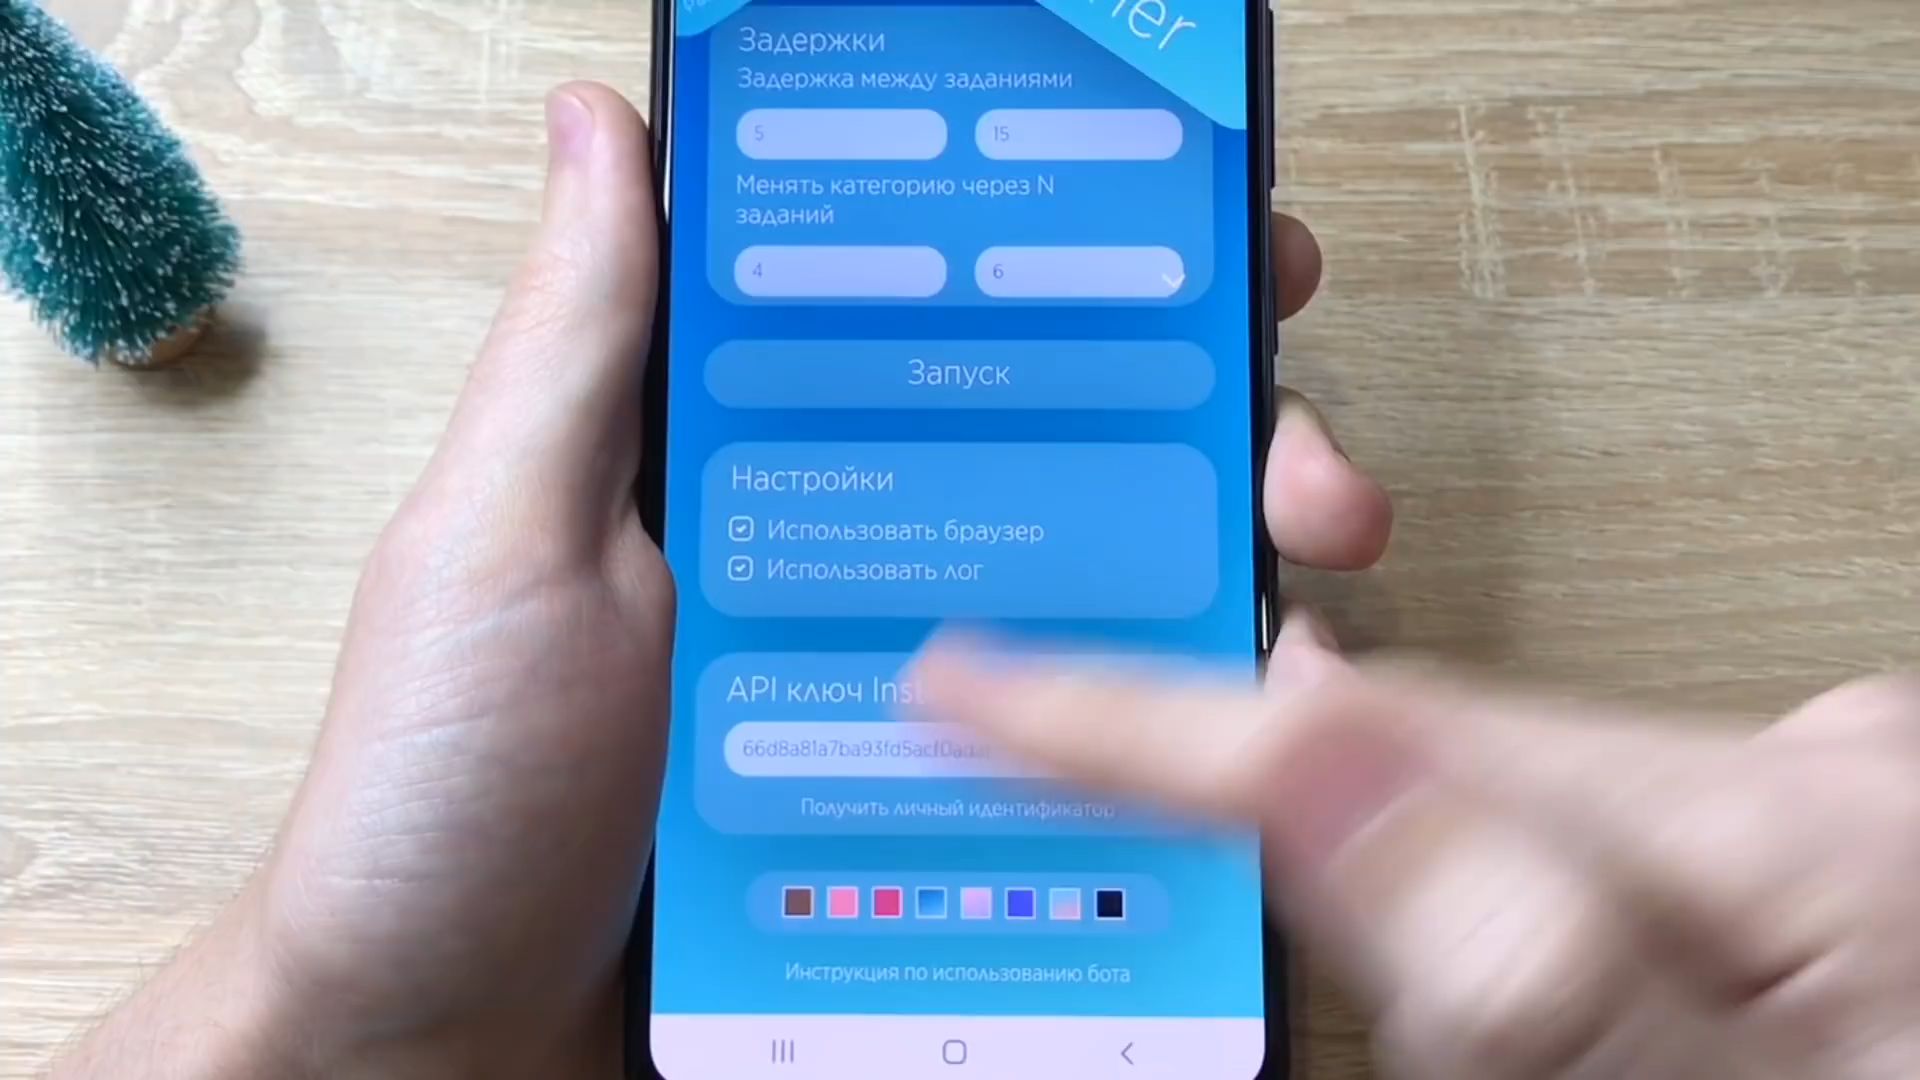 Задержки
Задержка между заданиями
5
15
Менять категорию через N
заданий
4
6
Запуск
Настройки
Использовать браузер
Использовать лог
API ключ
Получить личный идентификатор
Инструкция по использованию бота